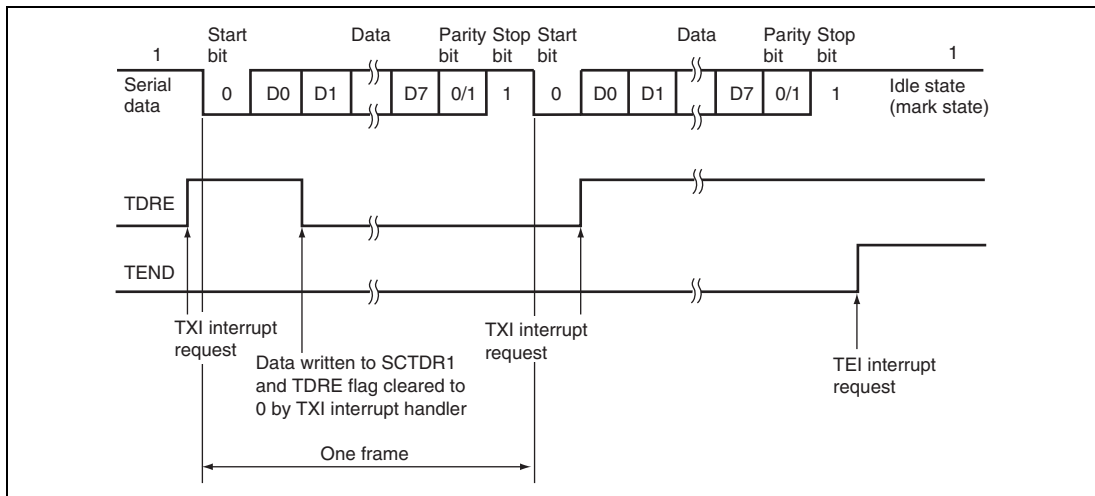 Start bit Data Parity bit Stop bit Start bit Data Parity bit Stop bit
1 1
Serial data 0 D0 D1 D7 0/1 1 0 D0 D1 D7 0/1 1 Idle state (mark state)
TDRE
TEND
TXI interrupt request
Data written to SCTDR1
and TDRE flag cleared to
0 by TXI interrupt handler
TXI interrupt
request
TEI interrupt
request
One frame